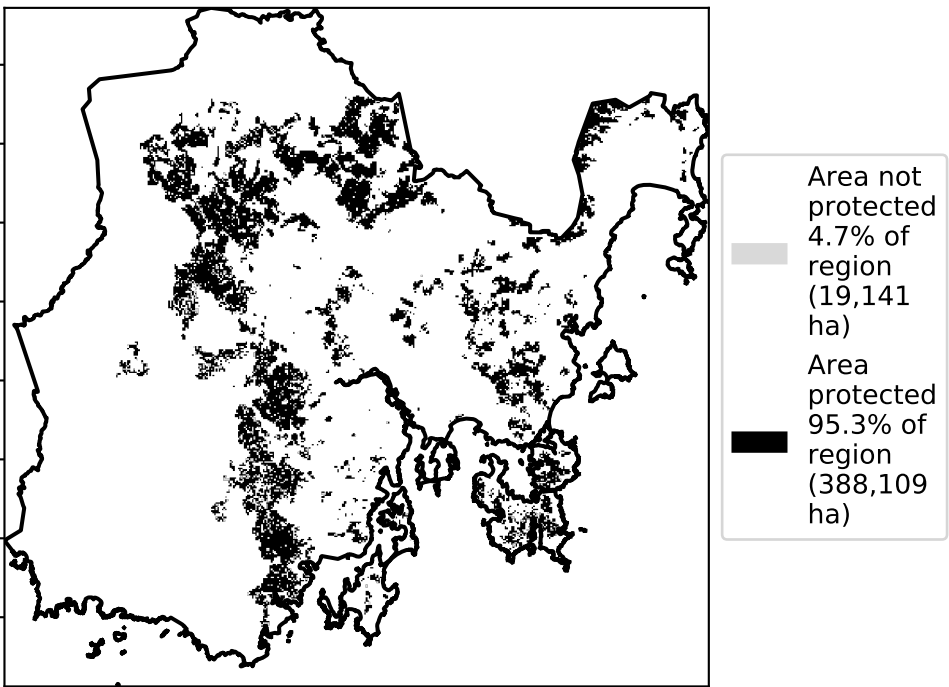 Area not
protected
4.7% of
region
(19,141
ha)
Area
protected
95.3% of
region
(388,109
ha)